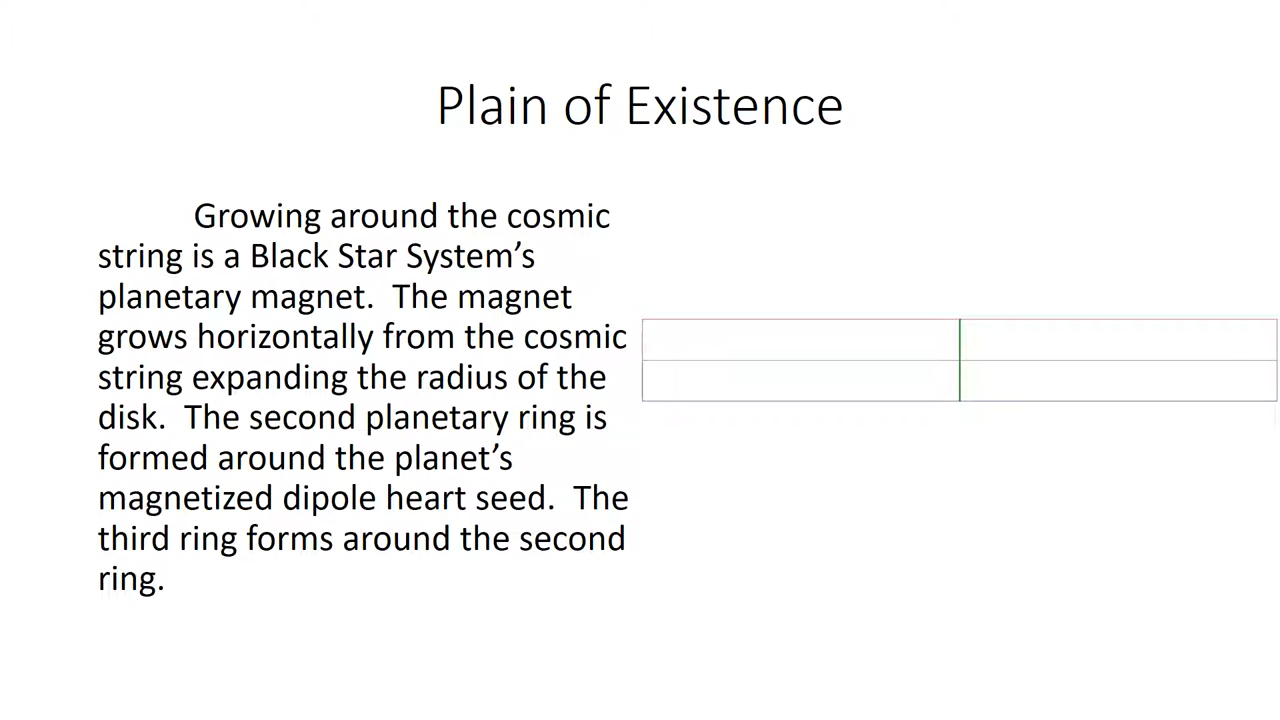 Plain of Existence
Growing around the cosmic
string is a Black Star System’s
planetary magnet.  The magnet
grows horizontally from the cosmic
string expanding the radius of the
disk.  The second planetary ring is
formed around the planet’s
magnetized dipole heart seed.  The
third ring forms around the second
ring.